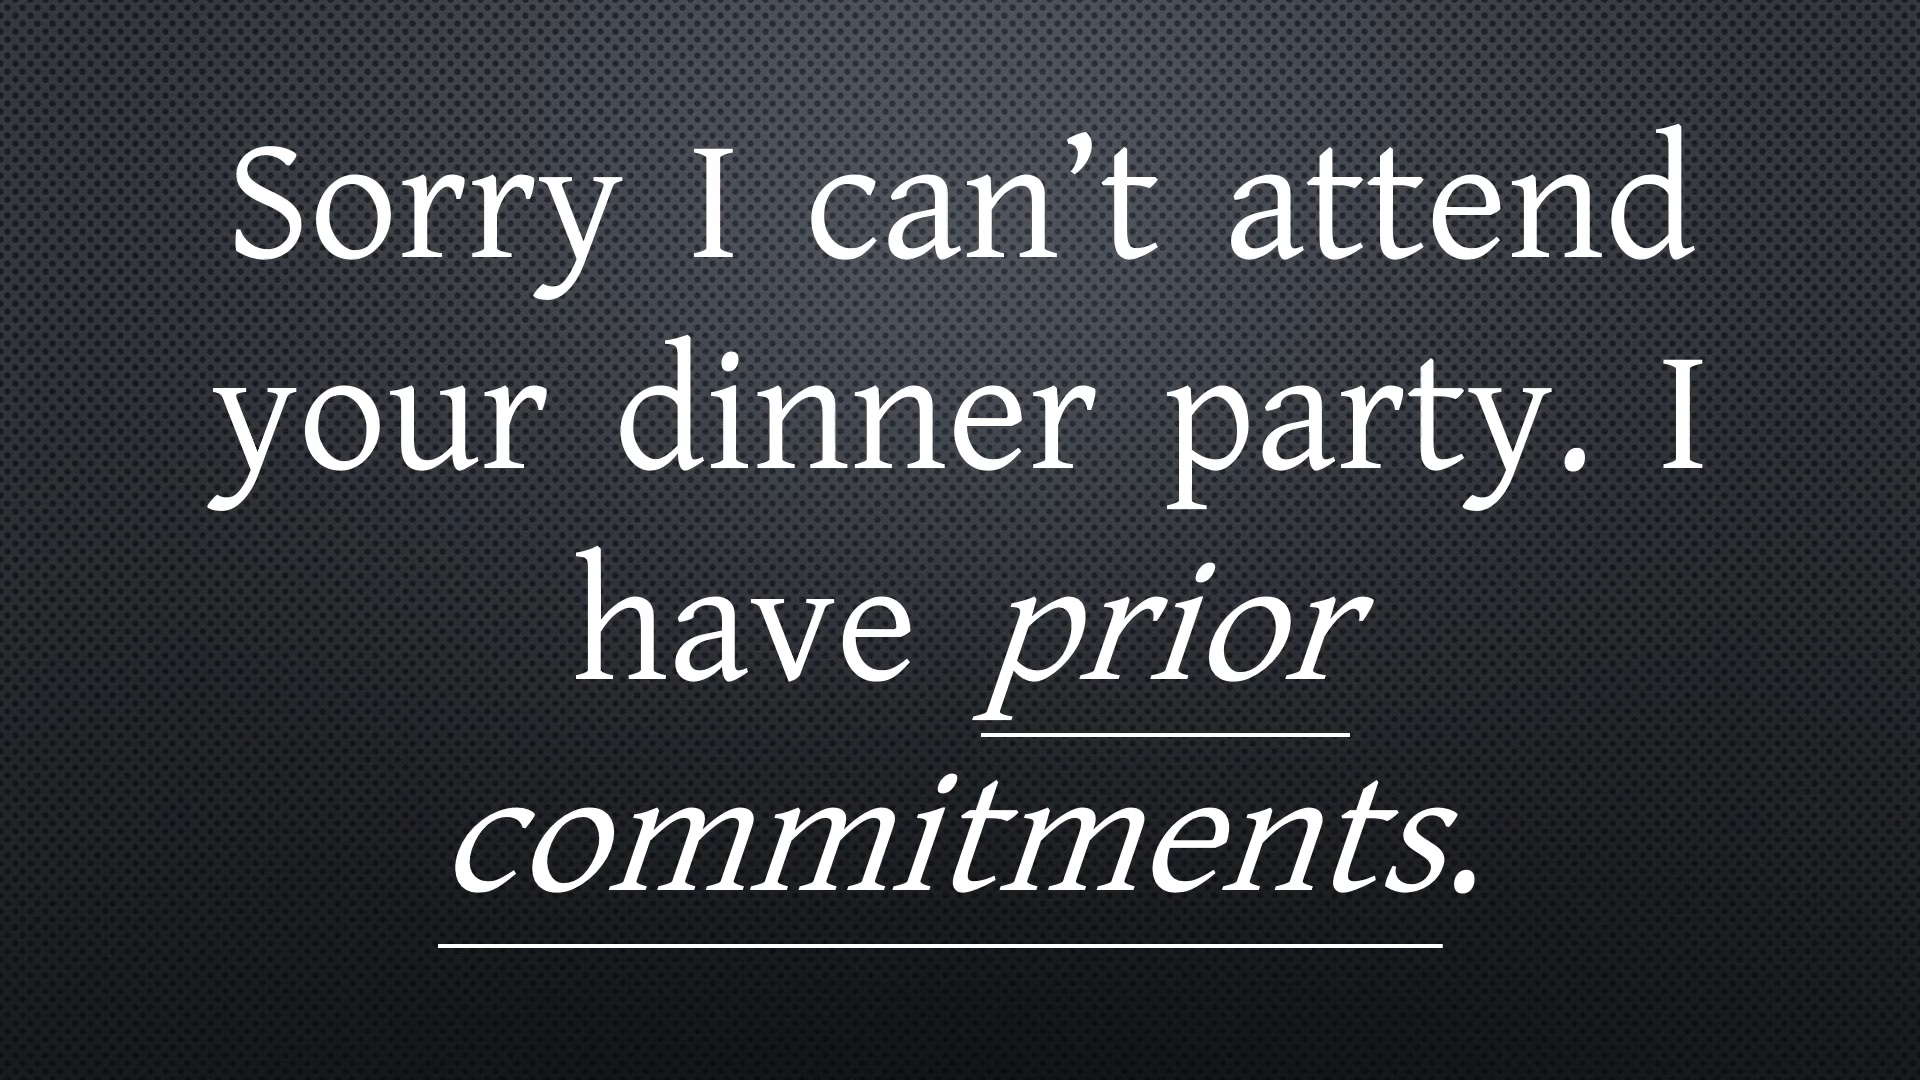 Sorry I can’t attend
your dinner party. I
have prior
commitments.